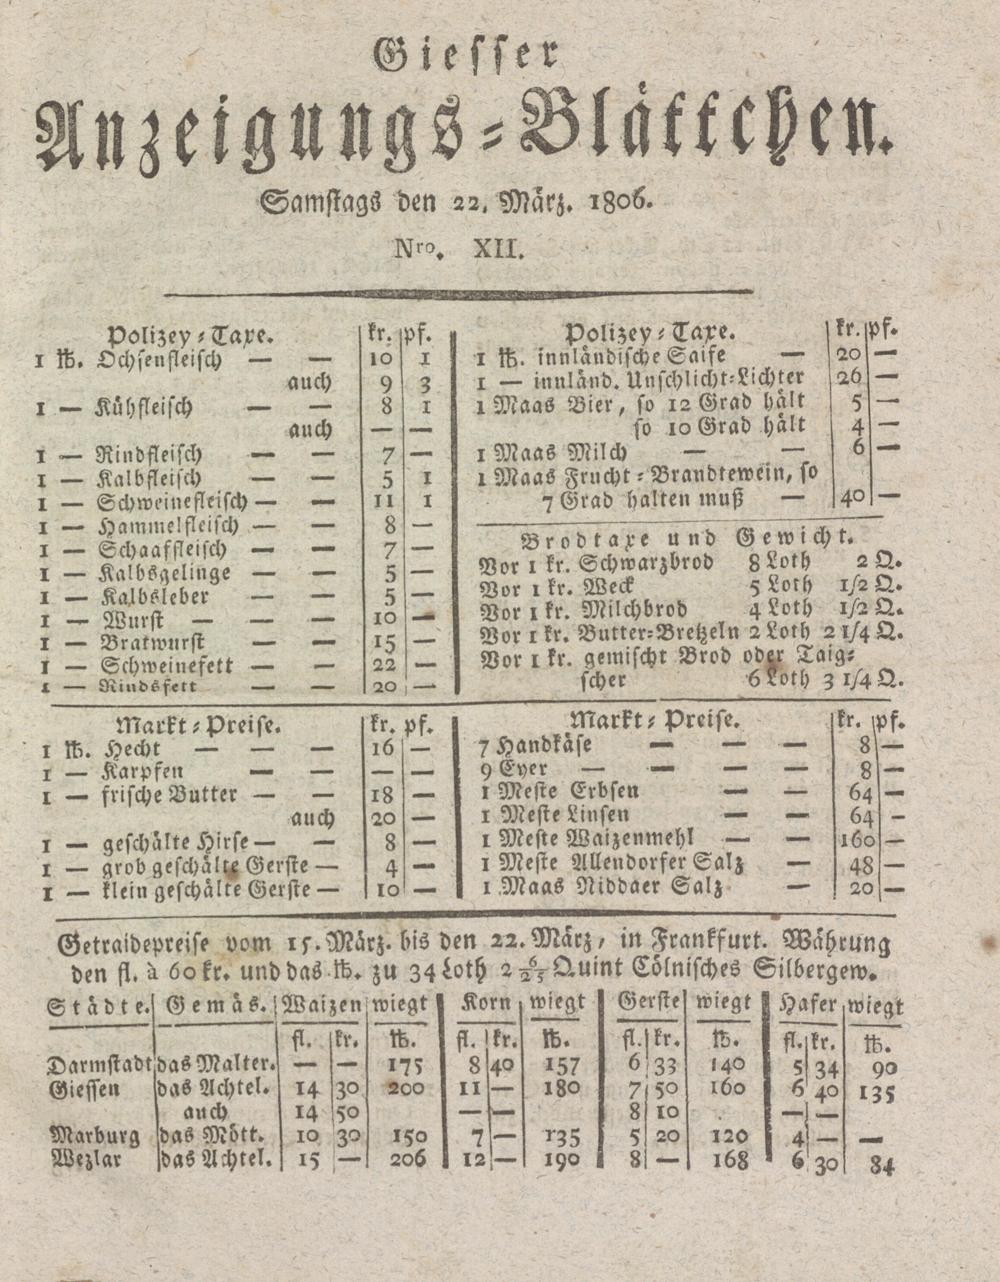 Giesser
Anzeigungs-Blättchen.
Samstags den 22. März. 1806.
Nro. XII.
Polizey-Taxe. kr. pf.
1 ℔. Ochsenfleisch — — 10 1
auch 9 3
1 — Kühfleisch — — 8 1
auch — —
1 — Rindfleisch — — 7 —
1 — Kalbfleisch — — 5 1
1 — Schweinefleisch — — 11 1
1 — Hammelfleisch — — 8 —
1 — Schaaffleisch — — 7 —
1 — Kalbsgelinge — — 5 —
1 — Kalbsleber — — 5 —
1 — Wurst — — — 10 —
1 — Bratwurst — — 15 —
1 — Schweinefett — — 22 —
1 — Rindsfett — — 20 —
Polizey-Taxe. kr. pf.
1 ℔. innländische Saife — 20 —
1 — innländ. Unschlicht-Lichter 26 —
1 Maas Bier, so 12 Grad hält 5 —
so 10 Grad hält 4 —
1 Maas Milch — — 6 —
1 Maas Frucht-Brandtewein, so
7 Grad halten muß — 40 —
Brodtaxe und Gewicht.
Vor 1 kr. Schwarzbrod 8 Loth 2 Q.
Vor 1 kr. Weck 5 Loth 1/2 Q.
Vor 1 kr. Milchbrod 4 Loth 1/2 Q.
Vor 1 kr. Butter-Bretzeln 2 Loth 2 1/4 Q.
Vor 1 kr. gemischt Brod oder Taig-
scher 6 Loth 3 1/4 Q.
Markt-Preise. kr. pf.
1 ℔. Hecht — — — 16 —
1 — Karpfen — — — —
1 — frische Butter — — 18 —
auch 20 —
1 — geschälte Hirse — — 8 —
1 — grob geschälte Gerste — 4 —
1 — klein geschälte Gerste — 10 —
Markt-Preise. kr. pf.
7 Handkäse — — — 8 —
9 Eyer — — — — 8 —
1 Meste Erbsen — — 64 —
1 Meste Linsen — — 64 —
1 Meste Waizenmehl — — 160 —
1 Meste Allendorfer Salz — 48 —
1 Maas Niddaer Salz — 20 —
Getraidepreise vom 15. März. bis den 22. März, in Frankfurt. Währung
den fl. à 60 kr. und das ℔. zu 34 Loth 2 6/25 Quint Cölnisches Silbergew.
Städte. Gemäs. Waizen wiegt Korn wiegt Gerste wiegt Hafer wiegt
fl. kr. ℔. fl. kr. ℔. fl. kr. ℔. fl. kr. ℔.
Darmstadt das Malter. — — 175 8 40 157 6 33 140 5 34 90
Giessen das Achtel. 14 30 200 11 — 180 7 50 160 6 40 135
auch 14 50 — — 8 10 — —
Marburg das Mött. 10 30 150 7 — 135 5 20 120 4 — —
Wezlar das Achtel. 15 — 206 12 — 190 8 — 168 6 30 84